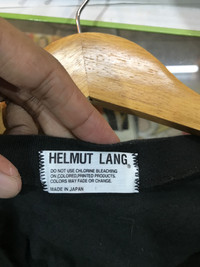 HELMUT LANG®
DO NOT USE CHLORINE BLEACHING
ON COLORED, PRINTED PRODUCTS.
COLORS MAY FADE OR CHANGE.
MADE IN JAPAN